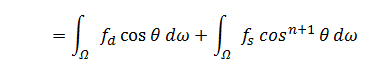 = ∫_Ω f_d cos θ dω + ∫_Ω f_s cos^{n+1} θ dω